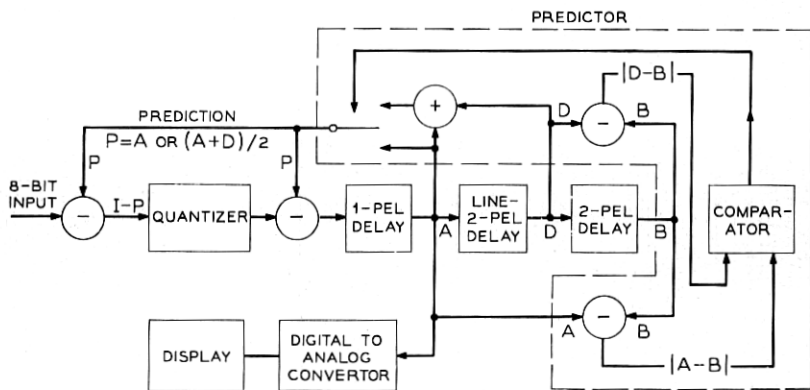 PREDICTOR
|D-B|
+
D
-
B
PREDICTION
P=A OR (A+D)/2
P
P
8-BIT
INPUT
-
I-P
QUANTIZER
-
1-PEL
DELAY
A
LINE-
2-PEL
DELAY
D
2-PEL
DELAY
B
COMPAR-
ATOR
A
-
B
|A-B|
DISPLAY
DIGITAL TO
ANALOG
CONVERTOR